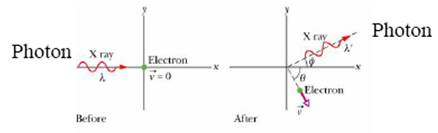 y
y
Photon
X ray
Electron
x
λ
v = 0
Before
Photon
X ray
λ'
ϕ
x
θ
Electron
v
After